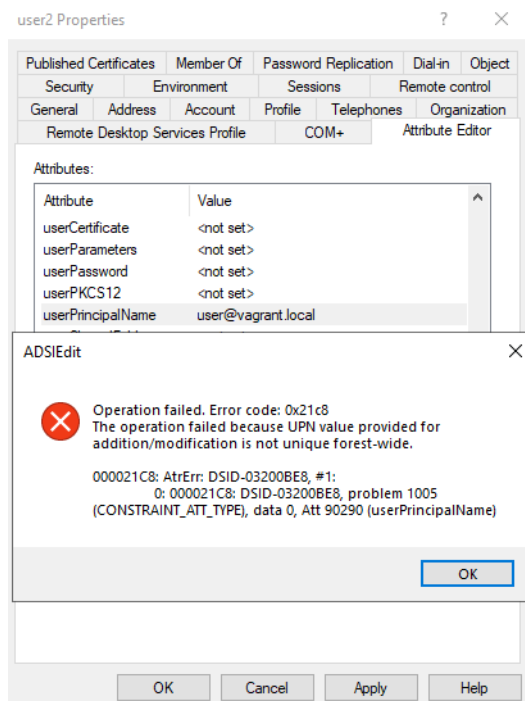 user2 Properties
? ×
Published Certificates Member Of Password Replication Dial-in Object
Security Environment Sessions Remote control
General Address Account Profile Telephones Organization
Remote Desktop Services Profile COM+ Attribute Editor
Attributes:
Attribute Value
userCertificate <not set>
userParameters <not set>
userPassword <not set>
userPKCS12 <not set>
userPrincipalName user@vagrant.local
ADSIEdit
Operation failed. Error code: 0x21c8
The operation failed because UPN value provided for
addition/modification is not unique forest-wide.
000021C8: AtrErr: DSID-03200BE8, #1:
0: 000021C8: DSID-03200BE8, problem 1005
(CONSTRAINT_ATT_TYPE), data 0, Att 90290 (userPrincipalName)
OK
OK Cancel Apply Help